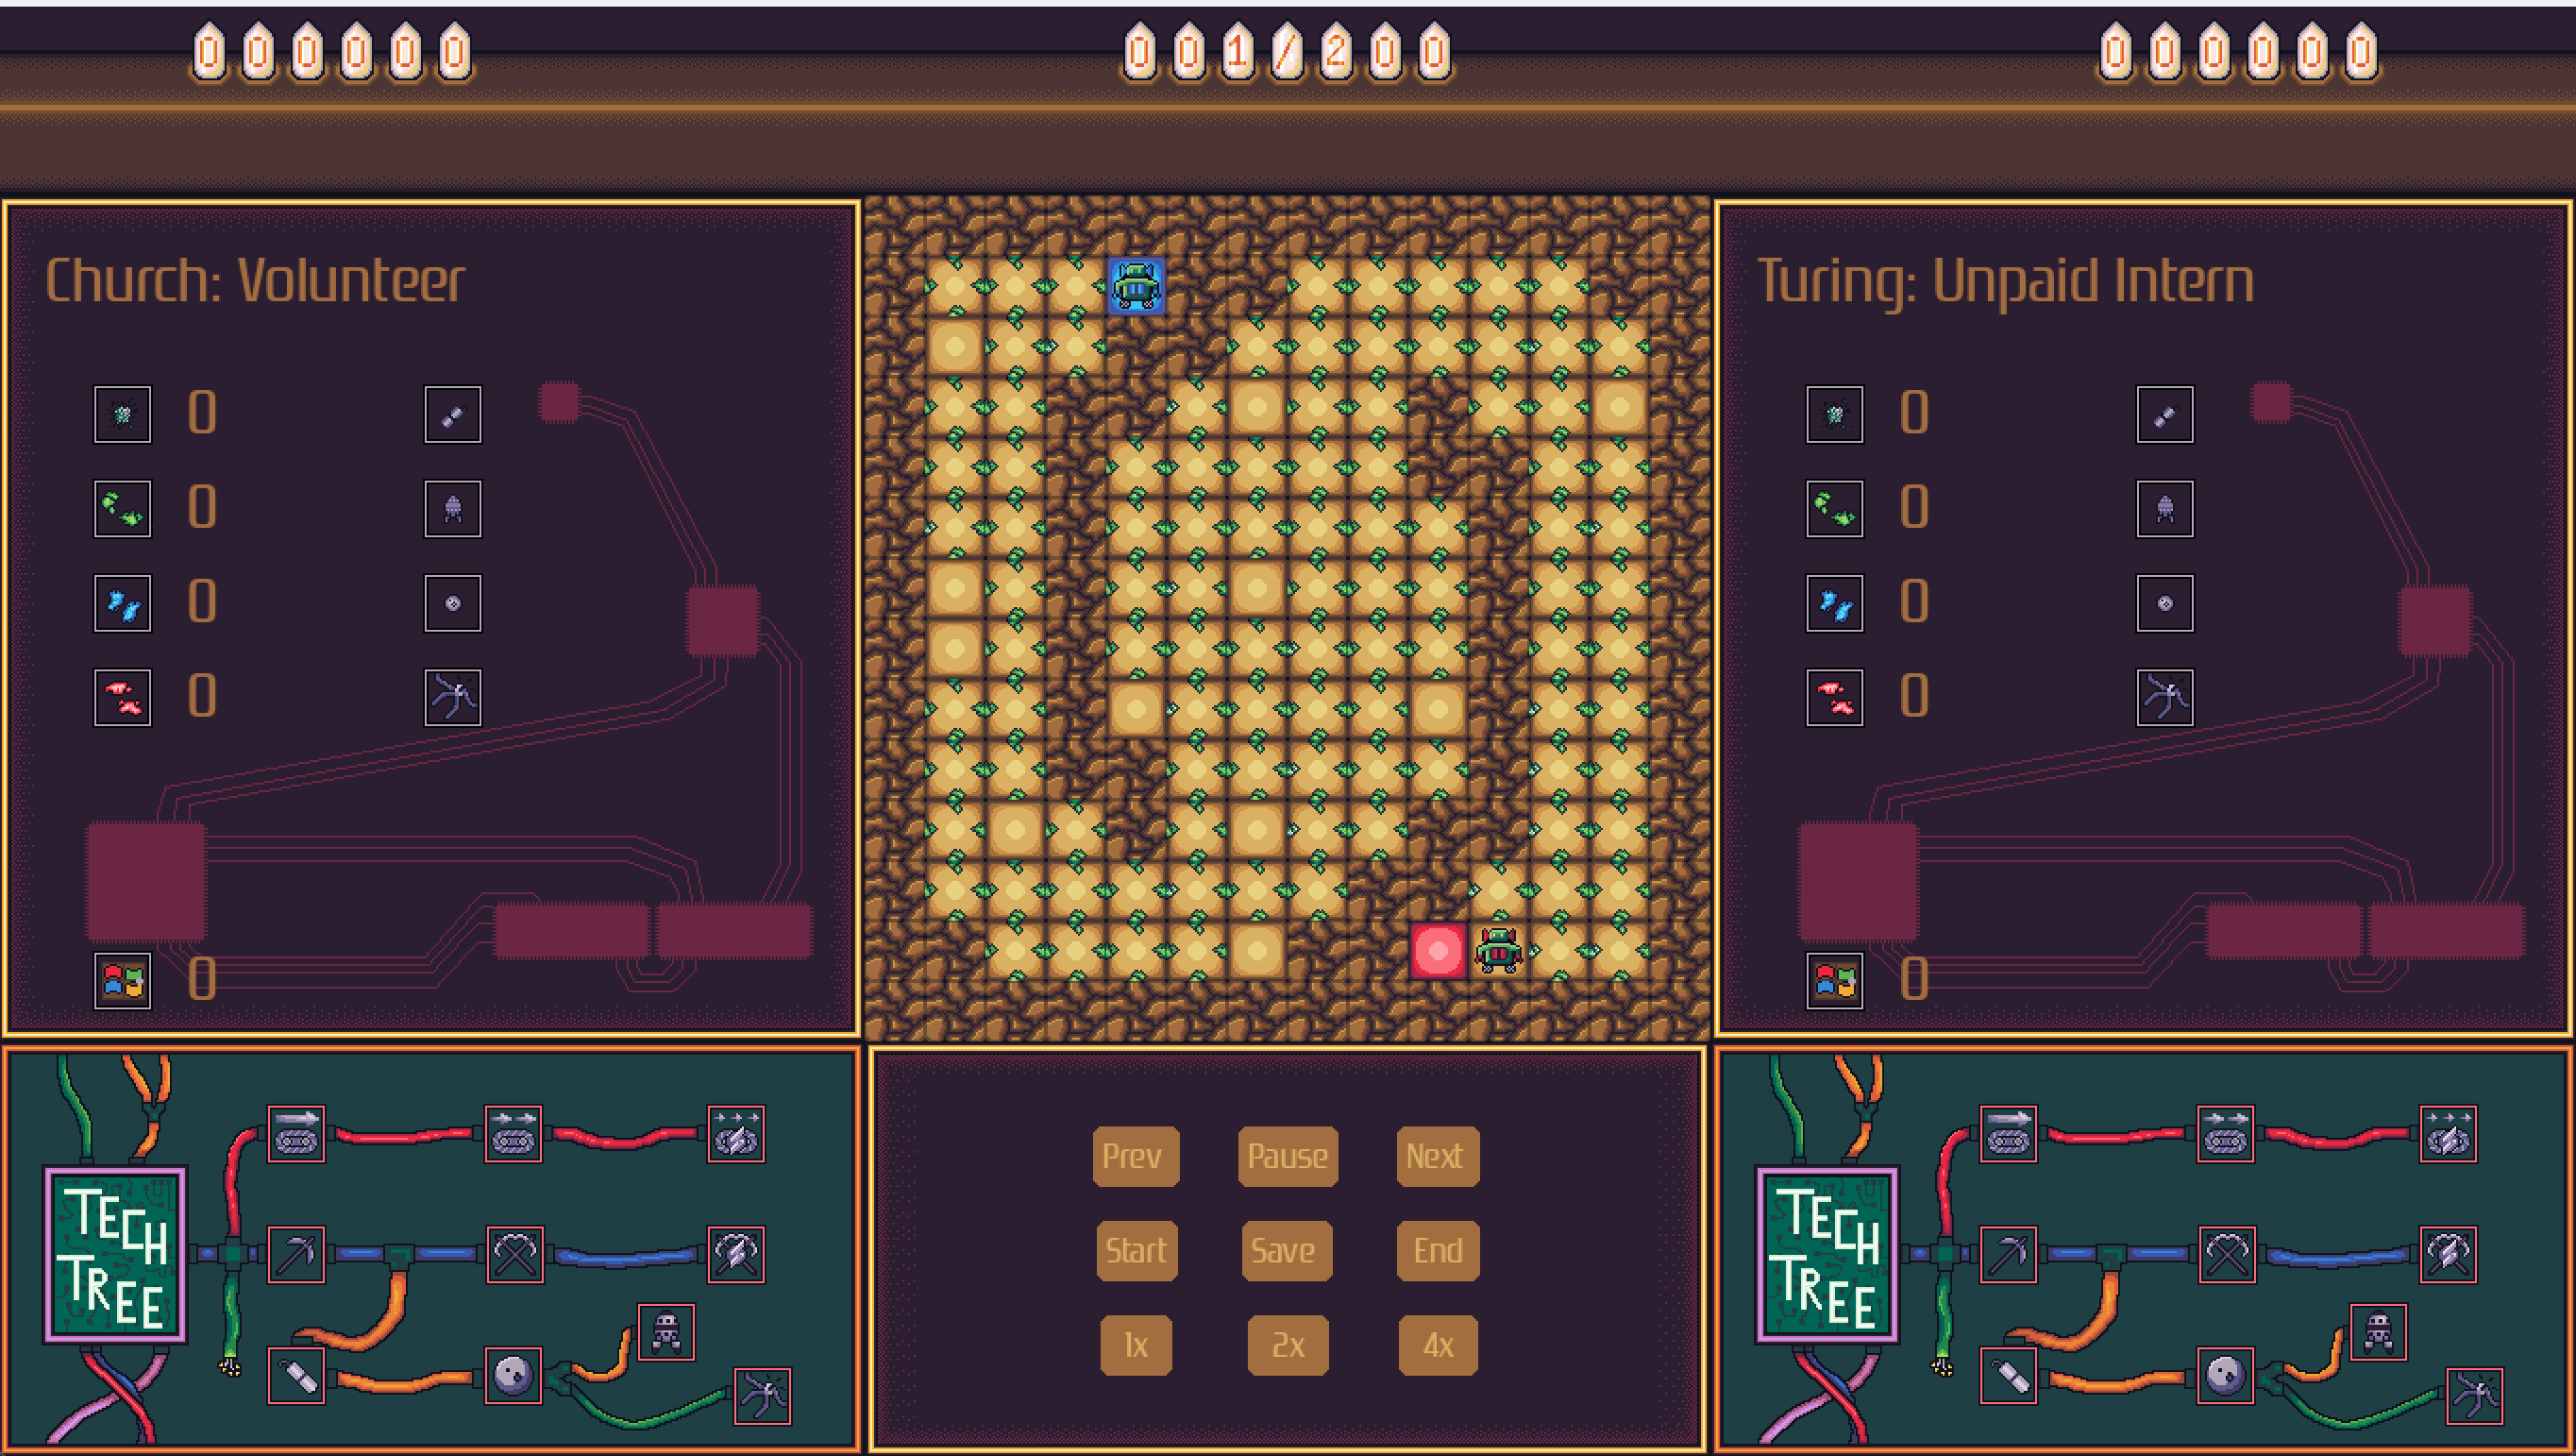 000000
001/200
000000
Church: Volunteer
0
0
0
0
0
Turing: Unpaid Intern
0
0
0
0
0
TECH
TREE
Prev Pause Next
Start Save End
1x 2x 4x
TECH
TREE